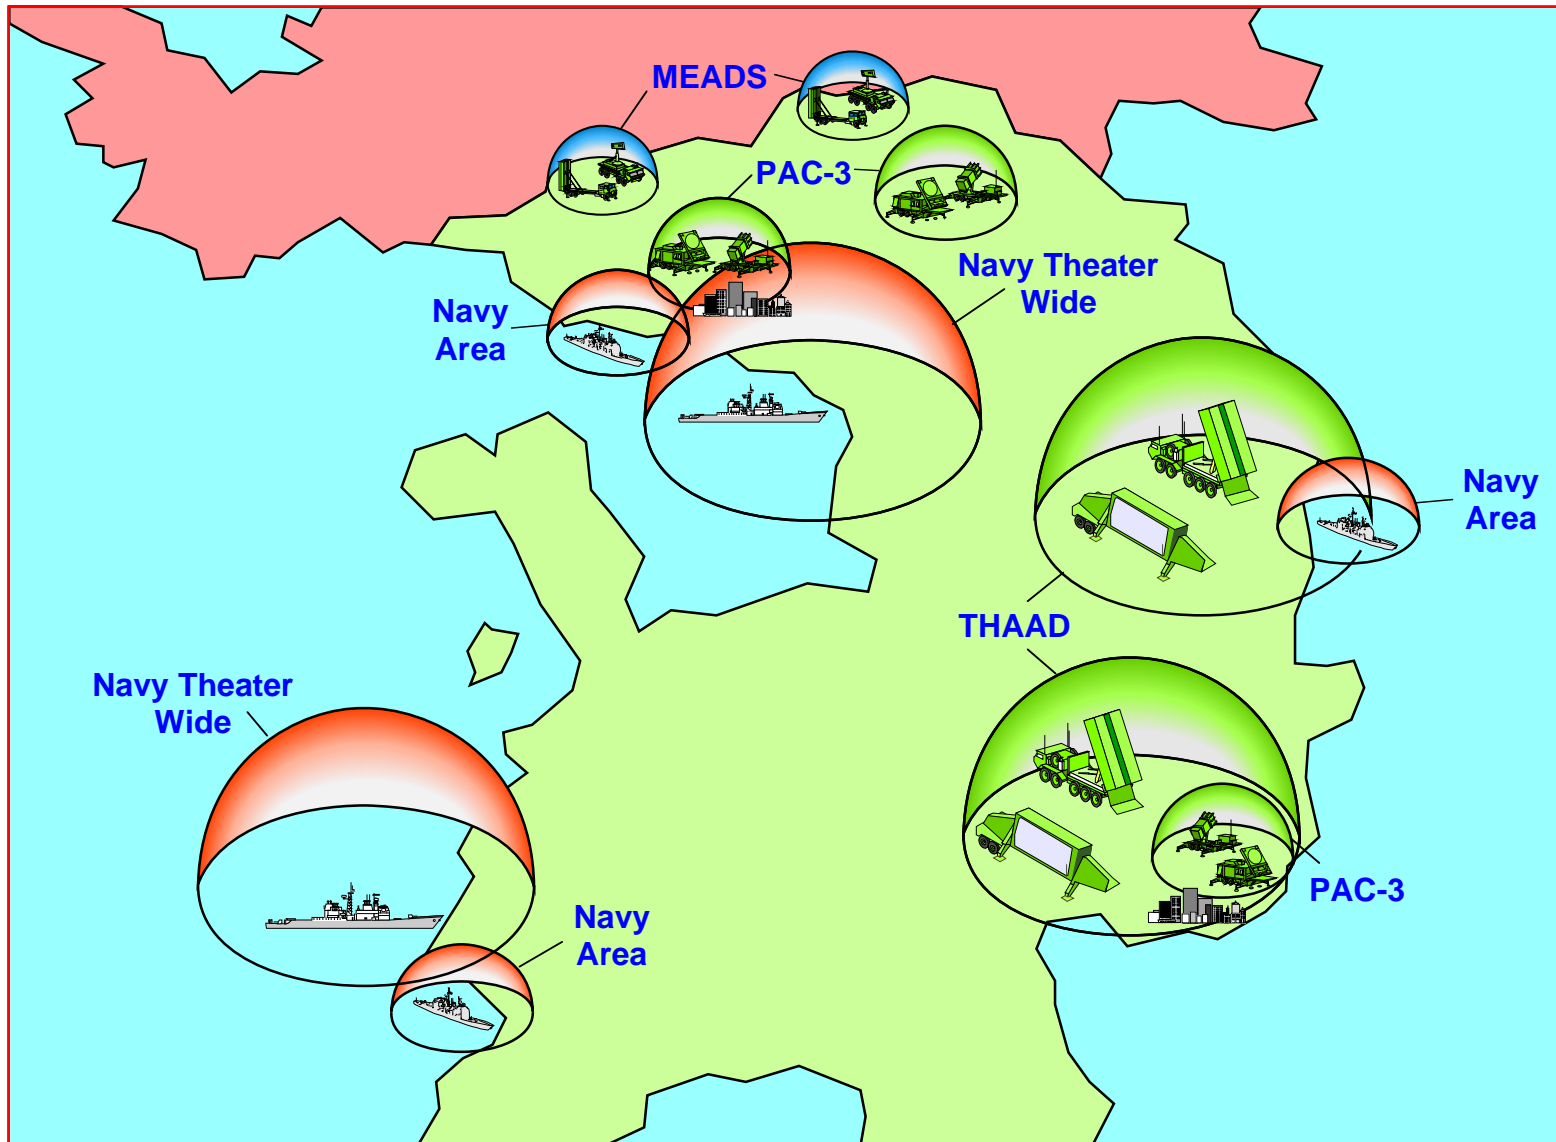 MEADS
PAC-3
Navy Theater
Wide
Navy
Area
Navy
Area
THAAD
Navy Theater
Wide
PAC-3
Navy
Area